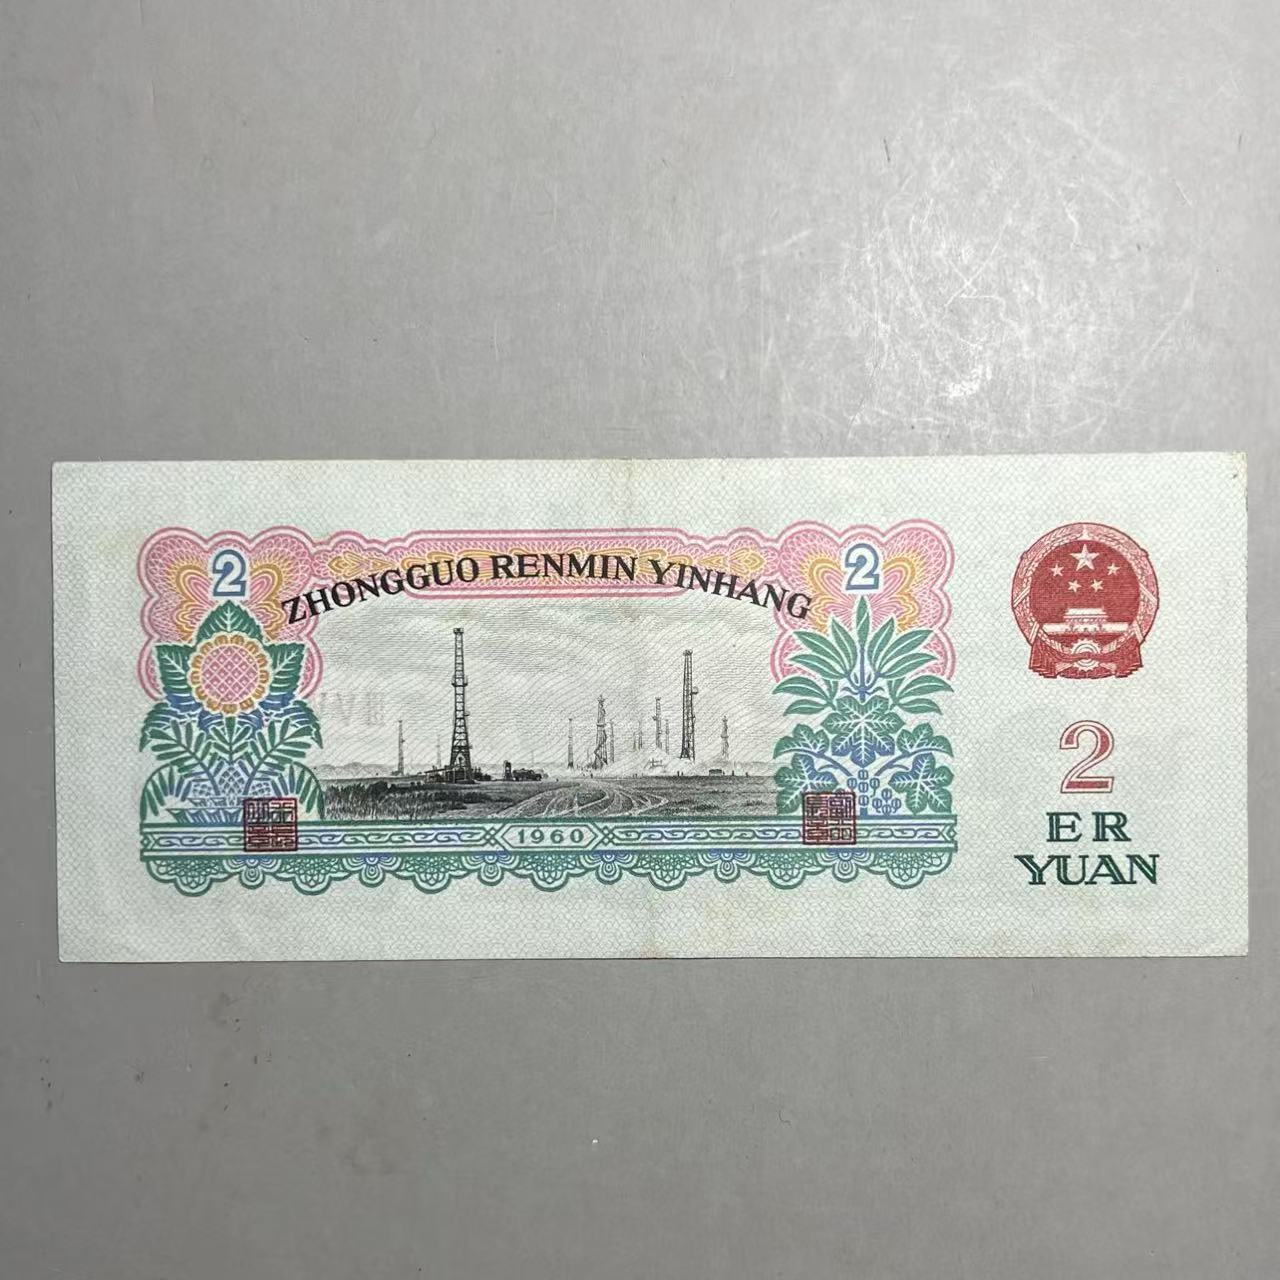 2
2
ZHONGGUO RENMIN YINHANG
1960
2
ER
YUAN